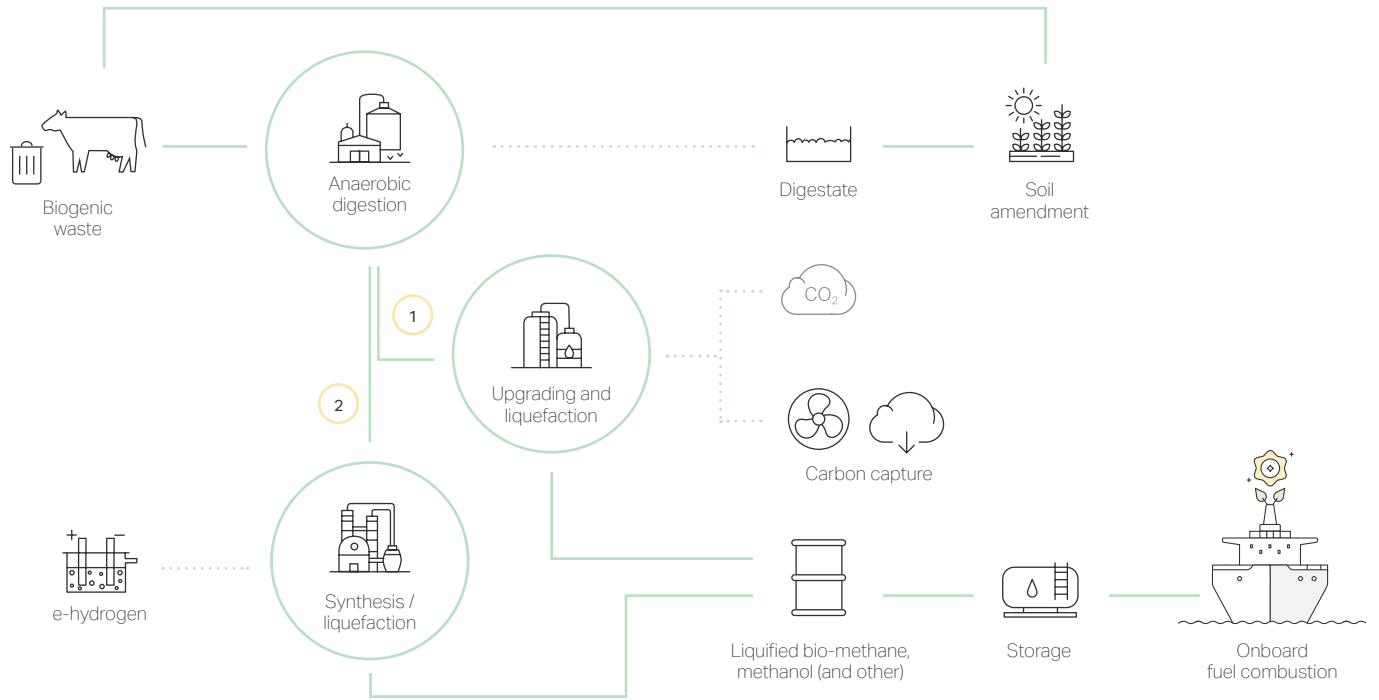 Biogenic
waste
Anaerobic
digestion
Digestate
Soil
amendment
1
CO₂
Upgrading and
liquefaction
2
Carbon capture
+ −
e-hydrogen
Synthesis /
liquefaction
Liquified bio-methane,
methanol (and other)
Storage
Onboard
fuel combustion